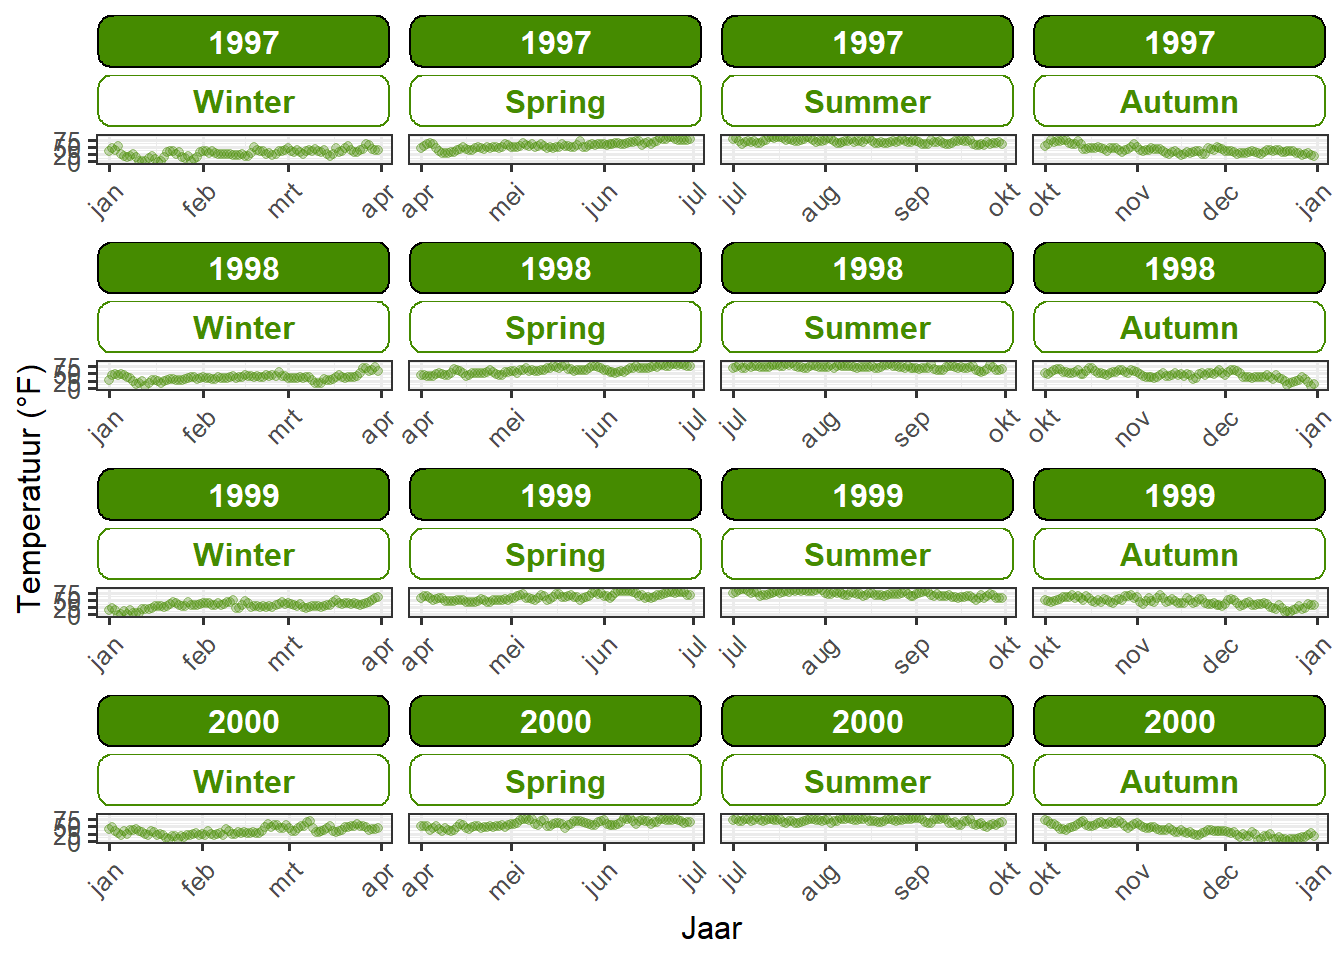 1997 1997 1997 1997
Winter Spring Summer Autumn
75
50
25
0
jan feb mrt apr apr mei jun jul jul aug sep okt okt nov dec jan
1998 1998 1998 1998
Winter Spring Summer Autumn
75
50
25
0
jan feb mrt apr apr mei jun jul jul aug sep okt okt nov dec jan
Temperatuur (°F)
1999 1999 1999 1999
Winter Spring Summer Autumn
75
50
25
0
jan feb mrt apr apr mei jun jul jul aug sep okt okt nov dec jan
2000 2000 2000 2000
Winter Spring Summer Autumn
75
50
25
0
jan feb mrt apr apr mei jun jul jul aug sep okt okt nov dec jan
Jaar